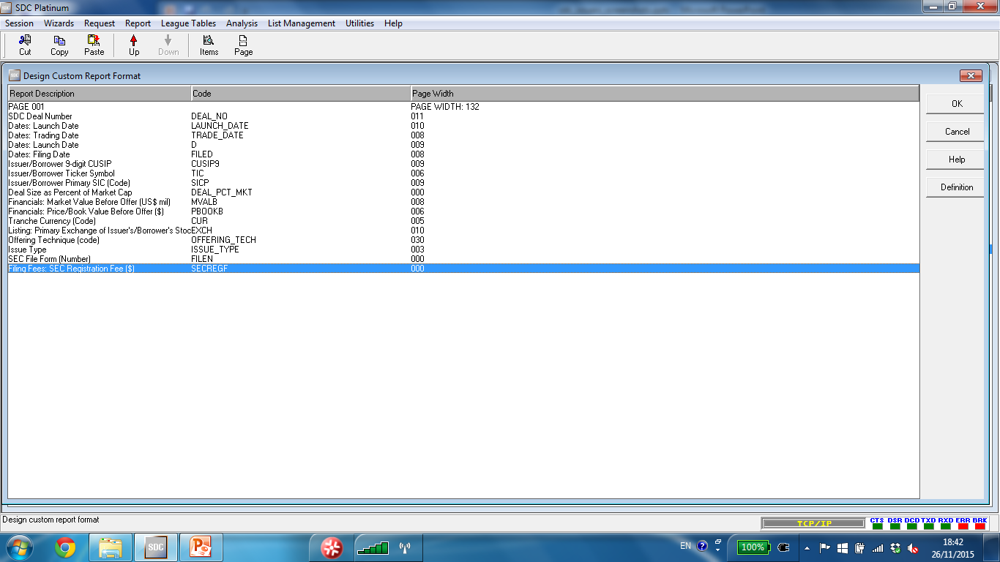 SDC Platinum
Session Wizards Request Report League Tables Analysis List Management Utilities Help
Cut Copy Paste Up Down Items Page
Design Custom Report Format
Report Description Code Page Width
PAGE 001 PAGE WIDTH: 132
SDC Deal Number DEAL_NO 011
Dates: Launch Date LAUNCH_DATE 010
Dates: Trading Date TRADE_DATE 008
Dates: Launch Date D 009
Dates: Filing Date FILED 008
Issuer/Borrower 9-digit CUSIP CUSIP9 009
Issuer/Borrower Ticker Symbol TIC 006
Issuer/Borrower Primary SIC (Code) SICP 009
Deal Size as Percent of Market Cap DEAL_PCT_MKT 000
Financials: Market Value Before Offer (US$ mil) MVALB 008
Financials: Price/Book Value Before Offer ($) PBOOKB 006
Tranche Currency (Code) CUR 005
Listing: Primary Exchange of Issuer's/Borrower's Stoc EXCH 010
Offering Technique (code) OFFERING_TECH 030
Issue Type ISSUE_TYPE 003
SEC File Form (Number) FILEN 000
Filing Fees: SEC Registration Fee ($) SECREGF 000
OK
Cancel
Help
Definition
Design custom report format
TCP/IP
CTS DSR DCD TXD RXD ERR BRK
SDC
EN
100%
18:42
26/11/2015